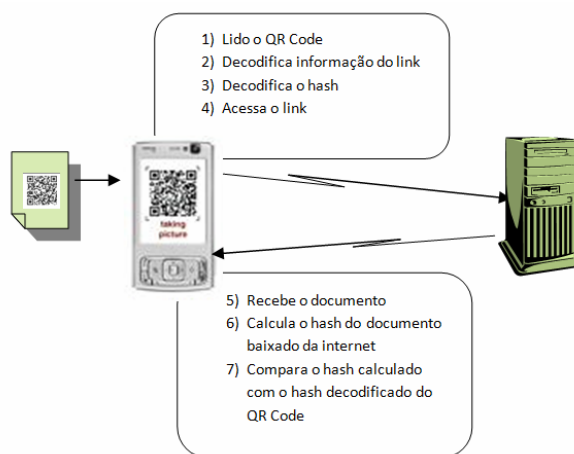 1) Lido o QR Code
2) Decodifica informação do link
3) Decodifica o hash
4) Acessa o link
taking
picture
5) Recebe o documento
6) Calcula o hash do documento
baixado da internet
7) Compara o hash calculado
com o hash decodificado do
QR Code